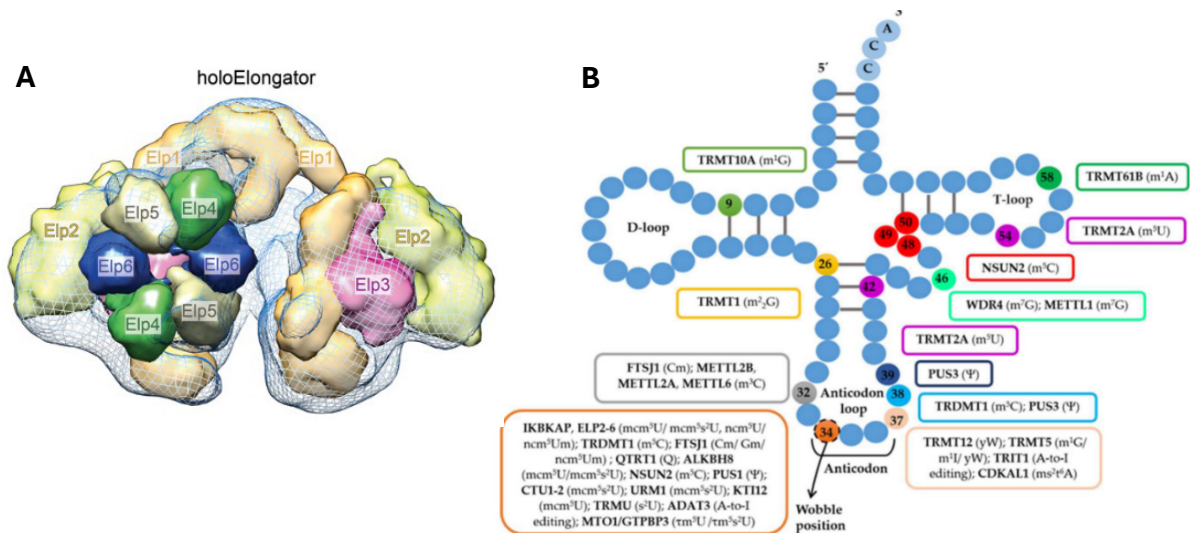 A
holoElongator
Elp1
Elp1
Elp2
Elp5
Elp4
Elp2
Elp6
Elp6
Elp3
Elp4
Elp5
B
A
C
C
5´
TRMT10A (m¹G)
58
TRMT61B (m¹A)
9
T-loop
D-loop
50
49
48
54
TRMT2A (m⁵U)
26
46
NSUN2 (m⁵C)
42
TRMT1 (m²₂G)
WDR4 (m⁷G); METTL1 (m⁷G)
TRMT2A (m⁵U)
FTSJ1 (Cm); METTL2B,
METTL2A, METTL6 (m³C)
39
PUS3 (Ψ)
32
Anticodon
loop
38
TRDMT1 (m⁵C); PUS3 (Ψ)
37
34
Anticodon
IKBKAP, ELP2-6 (mcm⁵U/ mcm⁵s²U, ncm⁵U/
ncm⁵Um); TRDMT1 (m⁵C); FTSJ1 (Cm/ Gm/
ncm⁵Um) ; QTRT1 (Q); ALKBH8
(mcm⁵U/mcm⁵s²U); NSUN2 (m⁵C); PUS1 (Ψ);
CTU1-2 (mcm⁵s²U); URM1 (mcm⁵s²U); KTI12
(mcm⁵U); TRMU (s²U); ADAT3 (A-to-I
editing); MTO1/GTPBP3 (τm⁵U /τm⁵s²U)
TRMT12 (yW); TRMT5 (m¹G/
m¹I/ yW); TRIT1 (A-to-I
editing); CDKAL1 (ms²t⁶A)
Wobble
position